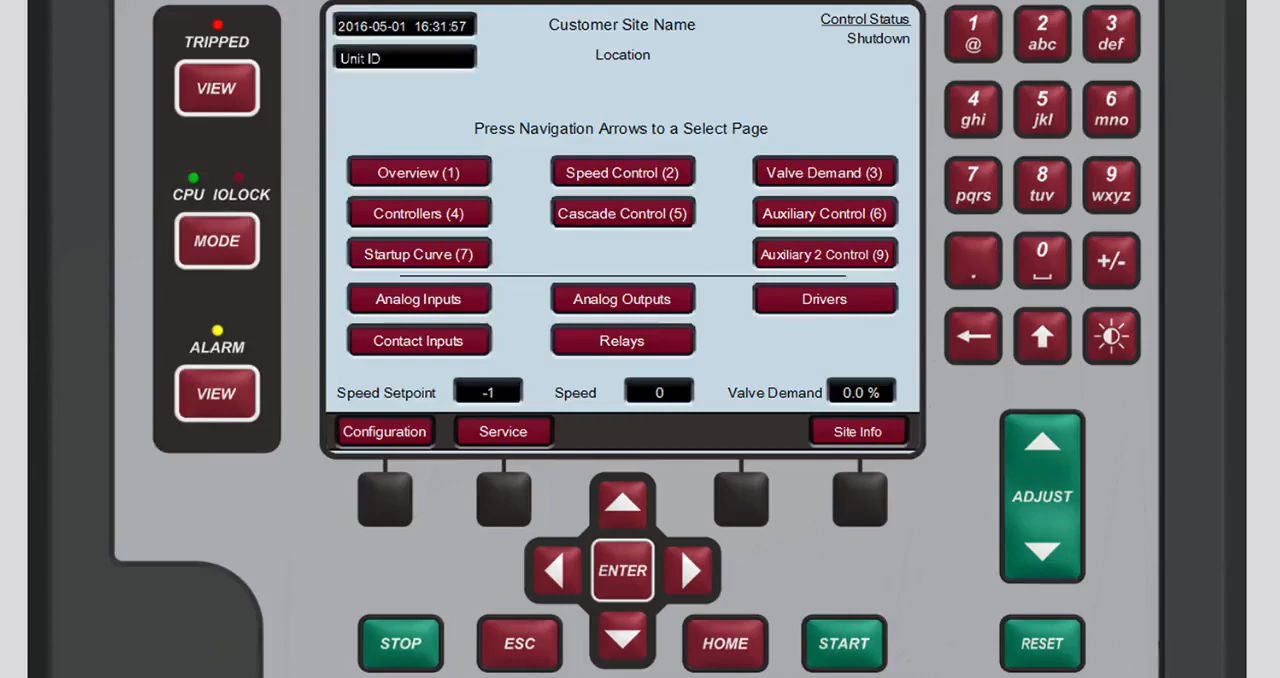 TRIPPED
VIEW
CPU IOLOCK
MODE
ALARM
VIEW
2016-05-01 16:31:57
Customer Site Name
Control Status
Unit ID
Location
Shutdown
Press Navigation Arrows to a Select Page
Overview (1)
Speed Control (2)
Valve Demand (3)
Controllers (4)
Cascade Control (5)
Auxiliary Control (6)
Startup Curve (7)
Auxiliary 2 Control (9)
Analog Inputs
Analog Outputs
Drivers
Contact Inputs
Relays
Speed Setpoint -1
Speed 0
Valve Demand 0.0 %
Configuration
Service
Site Info
1
@
2
abc
3
def
4
ghi
5
jkl
6
mno
7
pqrs
8
tuv
9
wxyz
.
0
+/-
ADJUST
ENTER
STOP
ESC
HOME
START
RESET